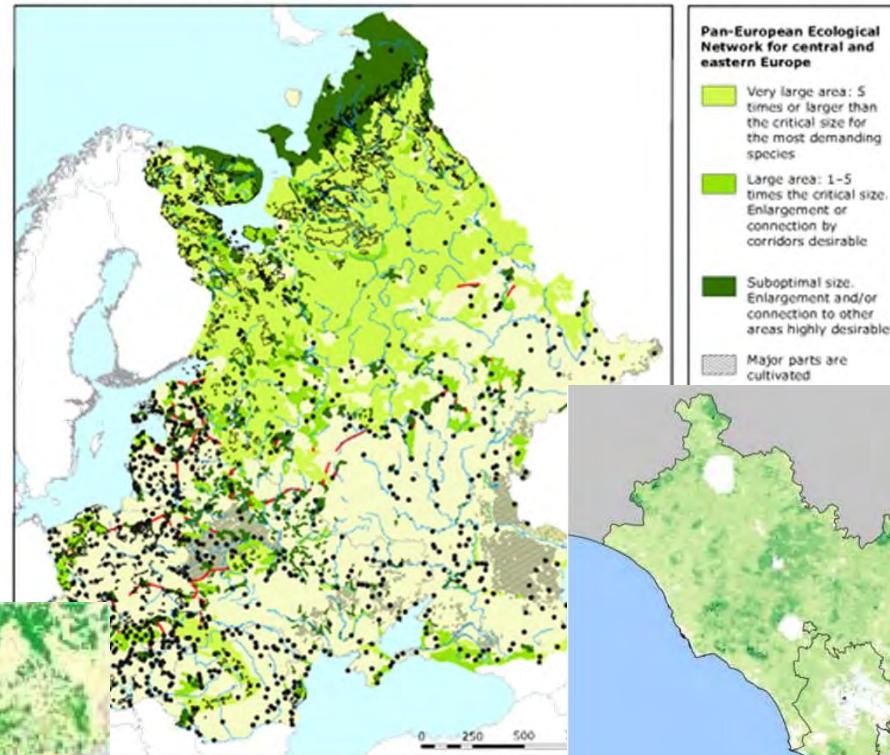 Pan-European Ecological
Network for central and
eastern Europe
Very large area: 5
times or larger than
the critical size for
the most demanding
species
Large area: 1–5
times the critical size.
Enlargement or
connection by
corridors desirable
Suboptimal size.
Enlargement and/or
connection to other
areas highly desirable
Major parts are
cultivated
0 250 500